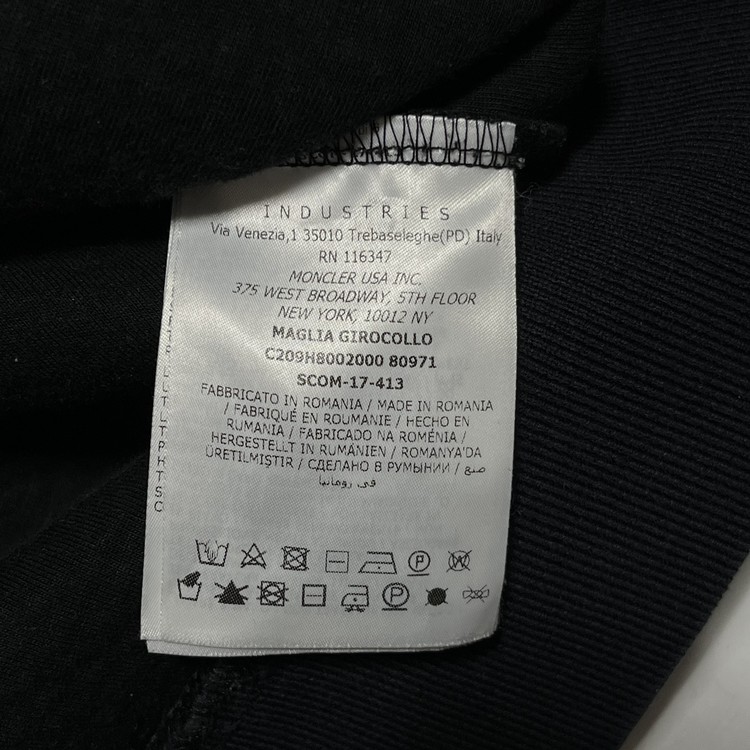 INDUSTRIES
Via Venezia,1 35010 Trebaseleghe(PD) Italy
RN 116347
MONCLER USA INC.
375 WEST BROADWAY, 5TH FLOOR
NEW YORK, 10012 NY
MAGLIA GIROCOLLO
C209H8002000 80971
SCOM-17-413
FABBRICATO IN ROMANIA / MADE IN ROMANIA
/ FABRIQUÉ EN ROUMANIE / HECHO EN
RUMANIA / FABRICADO NA ROMÉNIA /
HERGESTELLT IN RUMÄNIEN / ROMANYA'DA
ÜRETILMIŞTIR / СДЕЛАНО В РУМЫНИИ / صنع
في رومانيا
P W
P